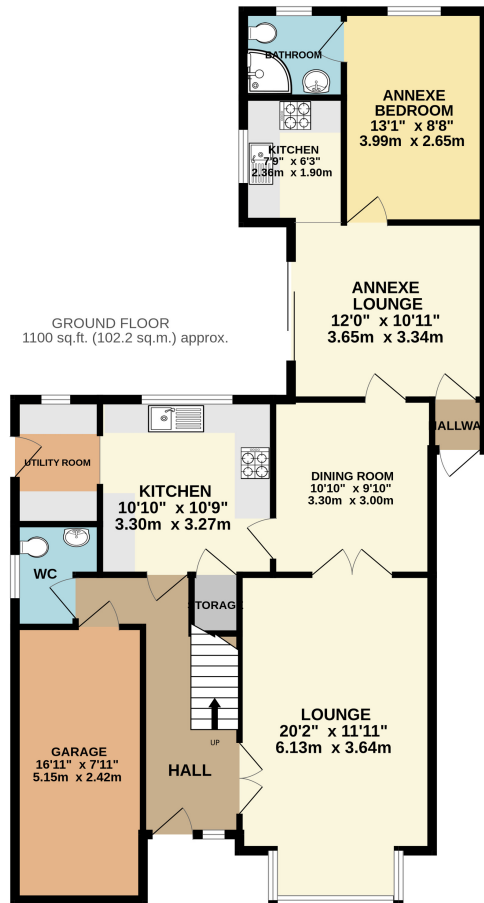 BATHROOM
ANNEXE
BEDROOM
13'1" x 8'8"
3.99m x 2.65m
KITCHEN
7'9" x 6'3"
2.36m x 1.90m
ANNEXE
LOUNGE
12'0" x 10'11"
3.65m x 3.34m
GROUND FLOOR
1100 sq.ft. (102.2 sq.m.) approx.
HALLWAY
UTILITY ROOM
KITCHEN
10'10" x 10'9"
3.30m x 3.27m
DINING ROOM
10'10" x 9'10"
3.30m x 3.00m
WC
STORAGE
LOUNGE
20'2" x 11'11"
6.13m x 3.64m
GARAGE
16'11" x 7'11"
5.15m x 2.42m
UP
HALL